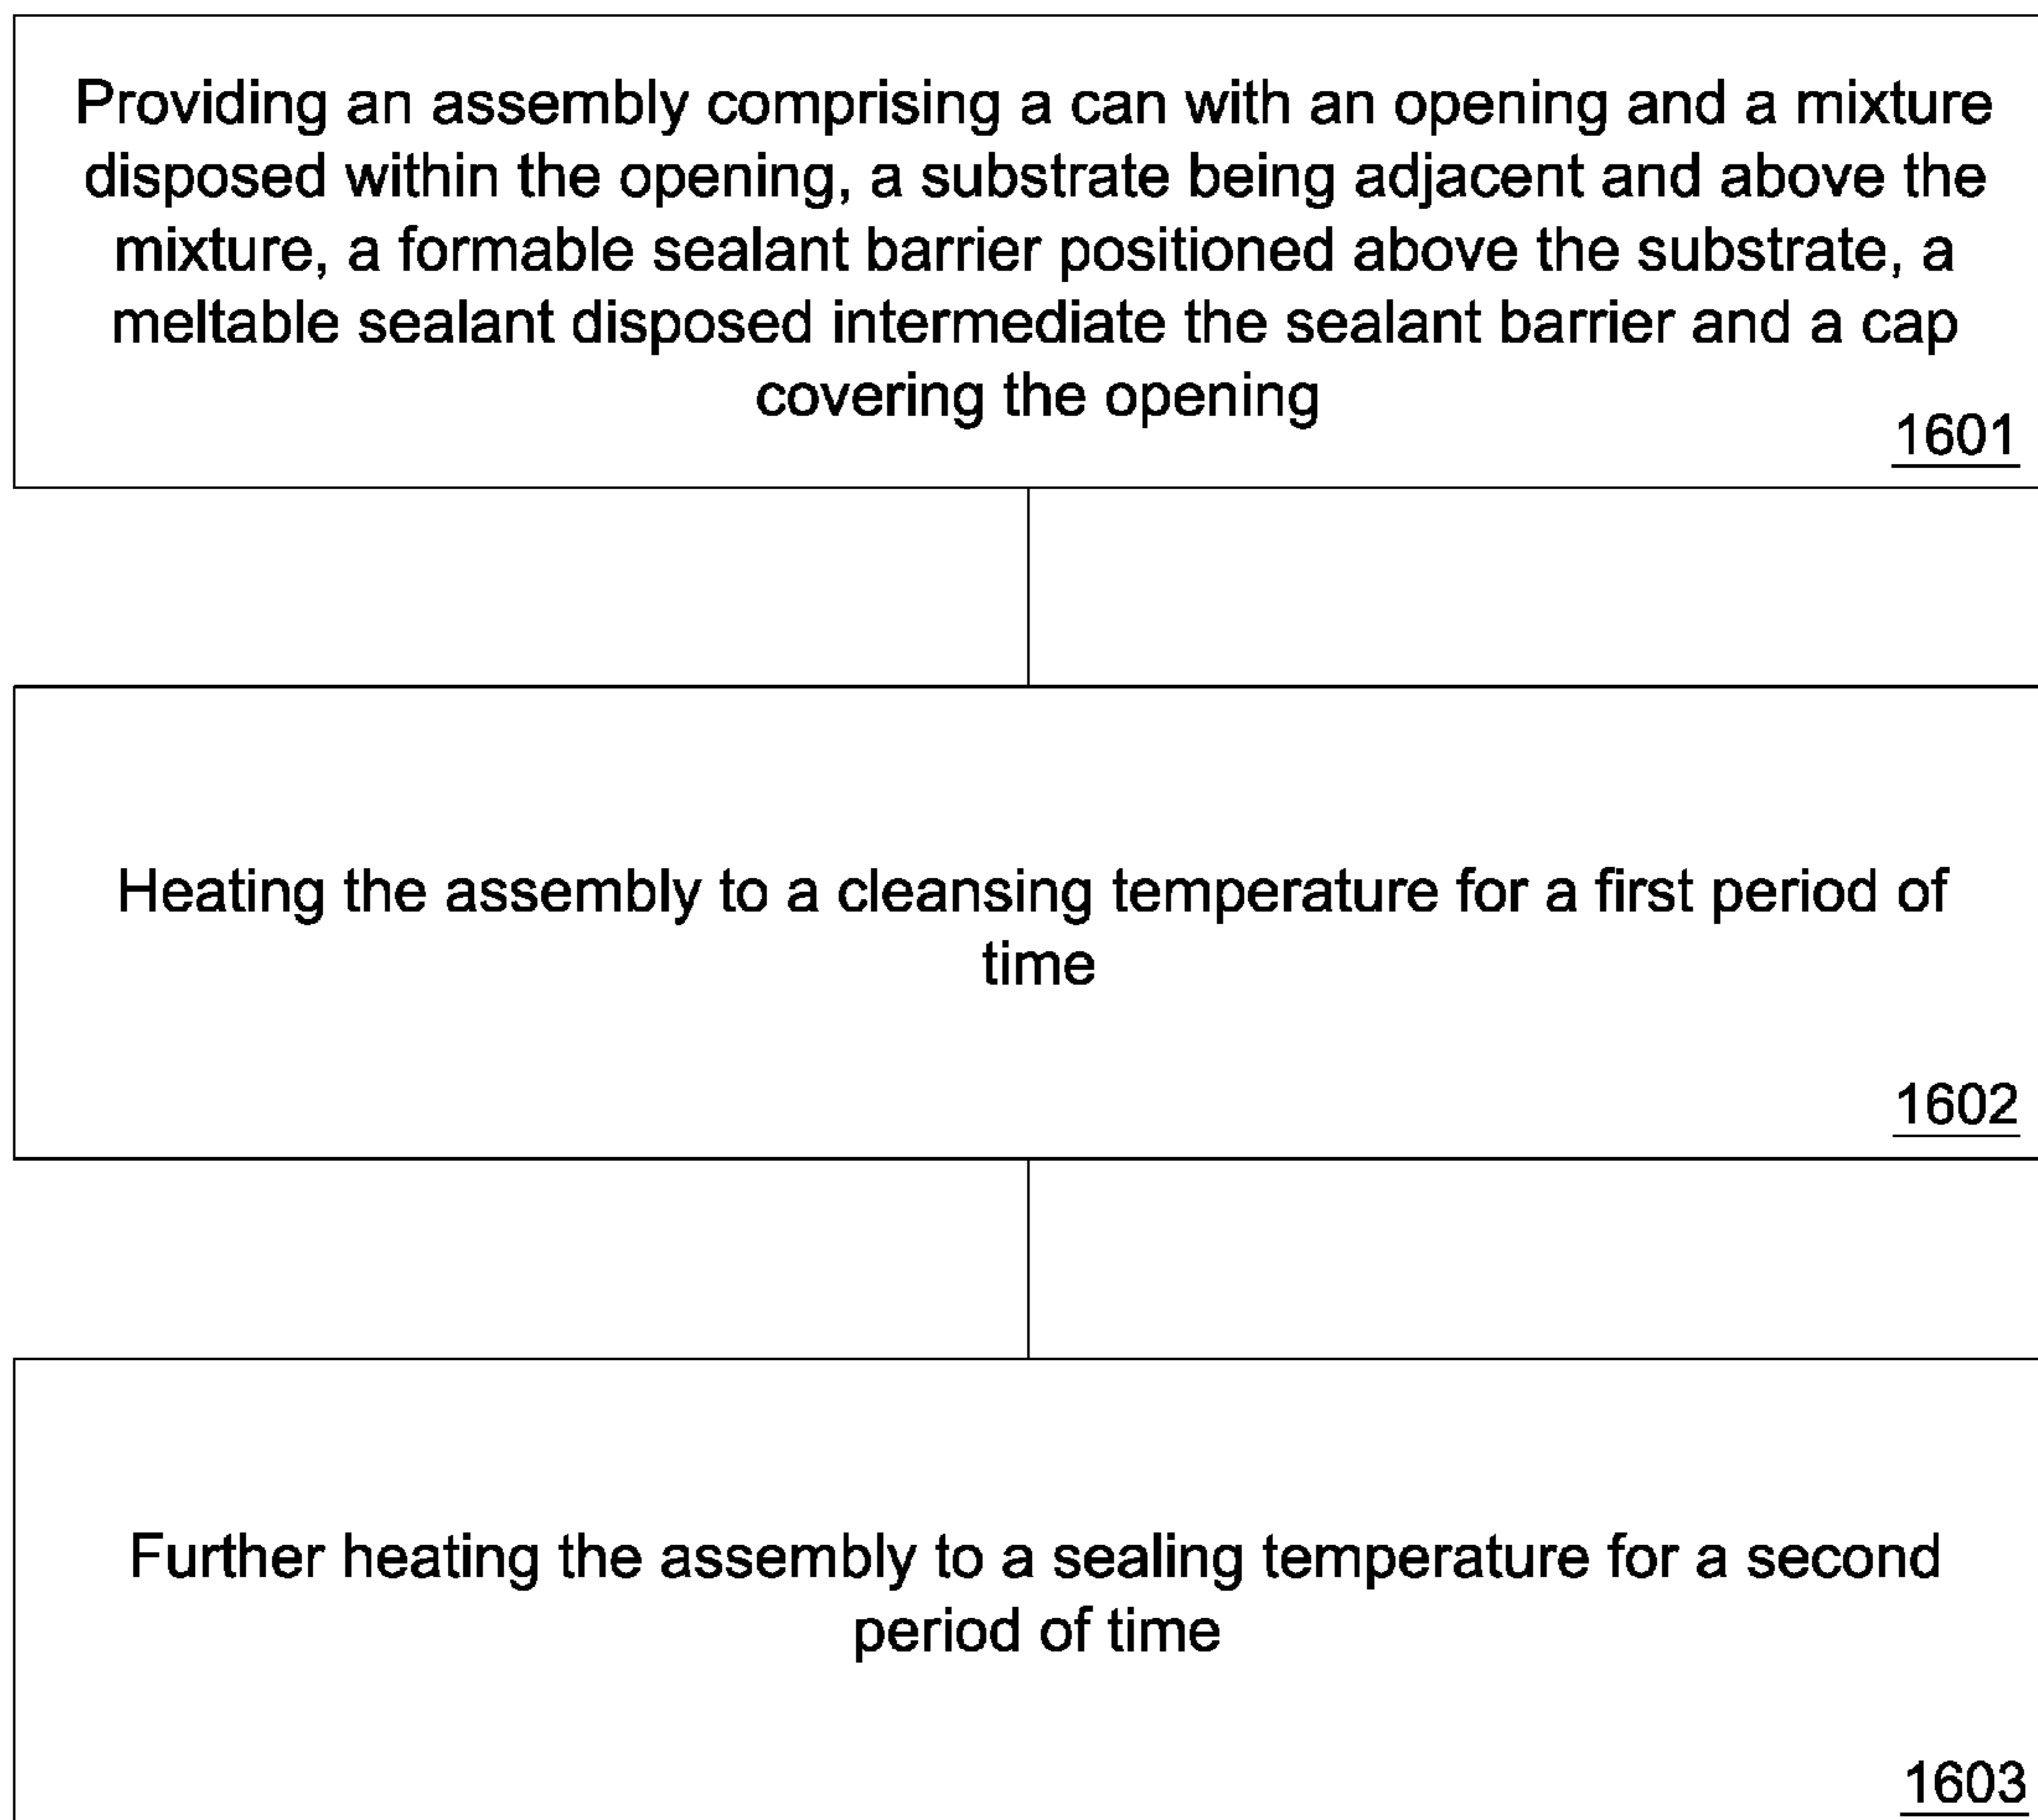 Providing an assembly comprising a can with an opening and a mixture
disposed within the opening, a substrate being adjacent and above the
mixture, a formable sealant barrier positioned above the substrate, a
meltable sealant disposed intermediate the sealant barrier and a cap
covering the opening
1601
Heating the assembly to a cleansing temperature for a first period of
time
1602
Further heating the assembly to a sealing temperature for a second
period of time
1603